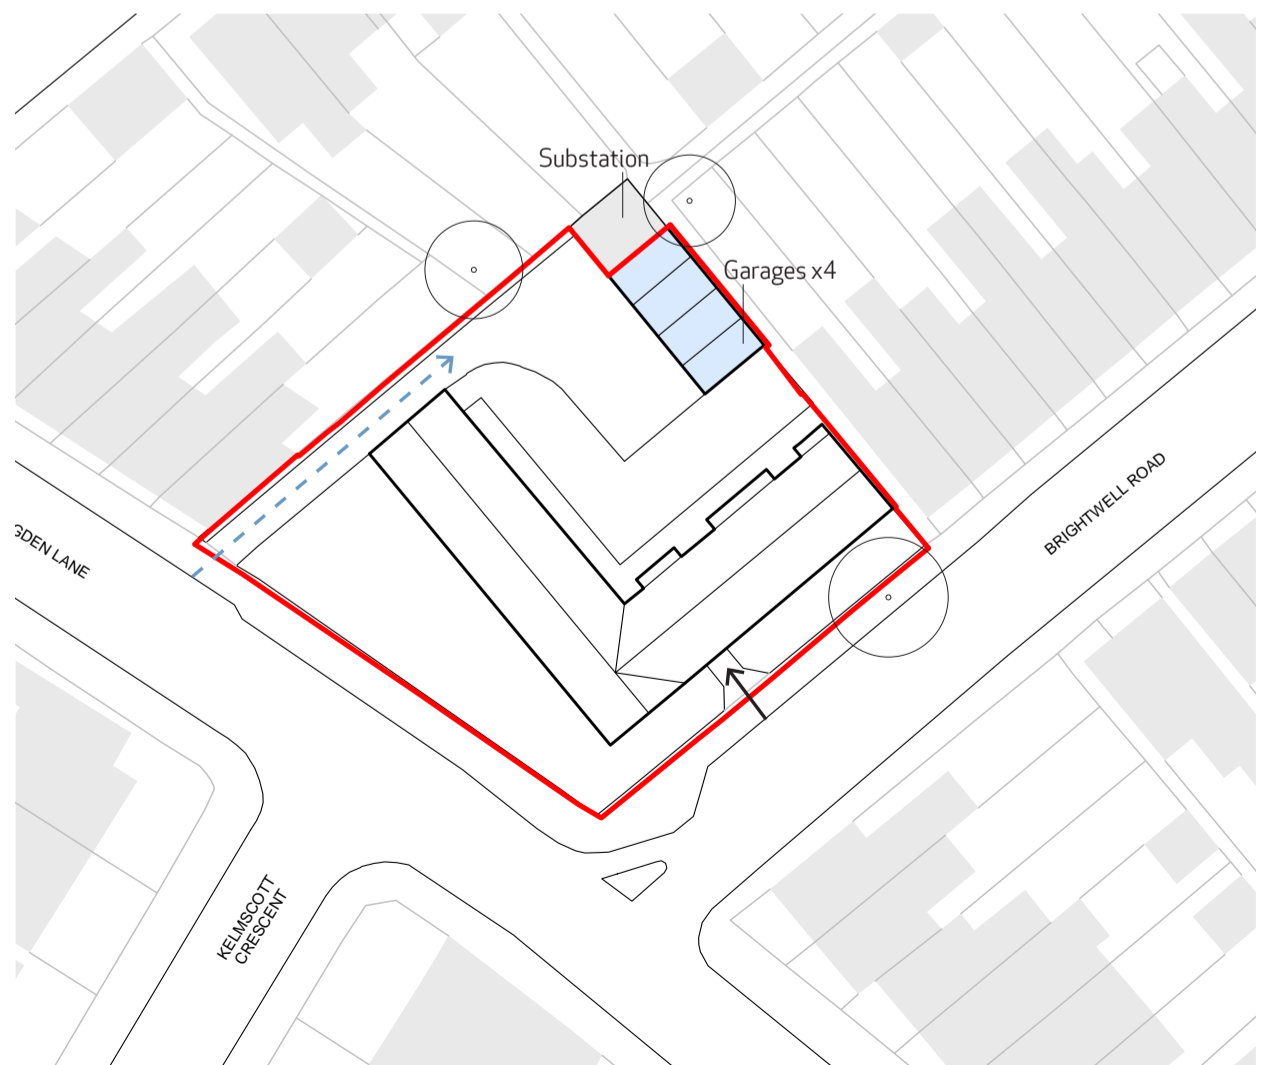 Substation
Garages x4
BRIGHTWELL ROAD
GDEN LANE
KELMSCOTT
CRESCENT